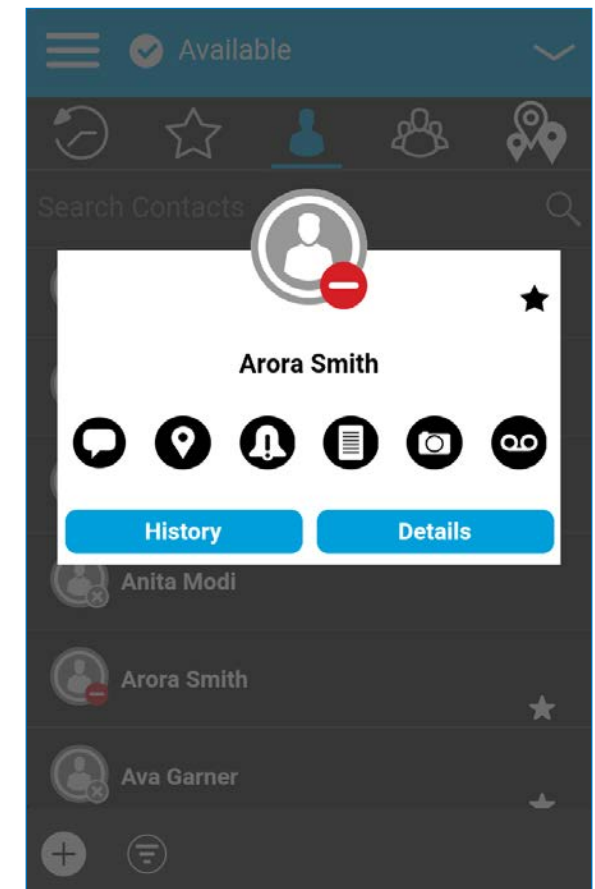 Available
Search Contacts
Arora Smith
History
Details
Anita Modi
Arora Smith
Ava Garner